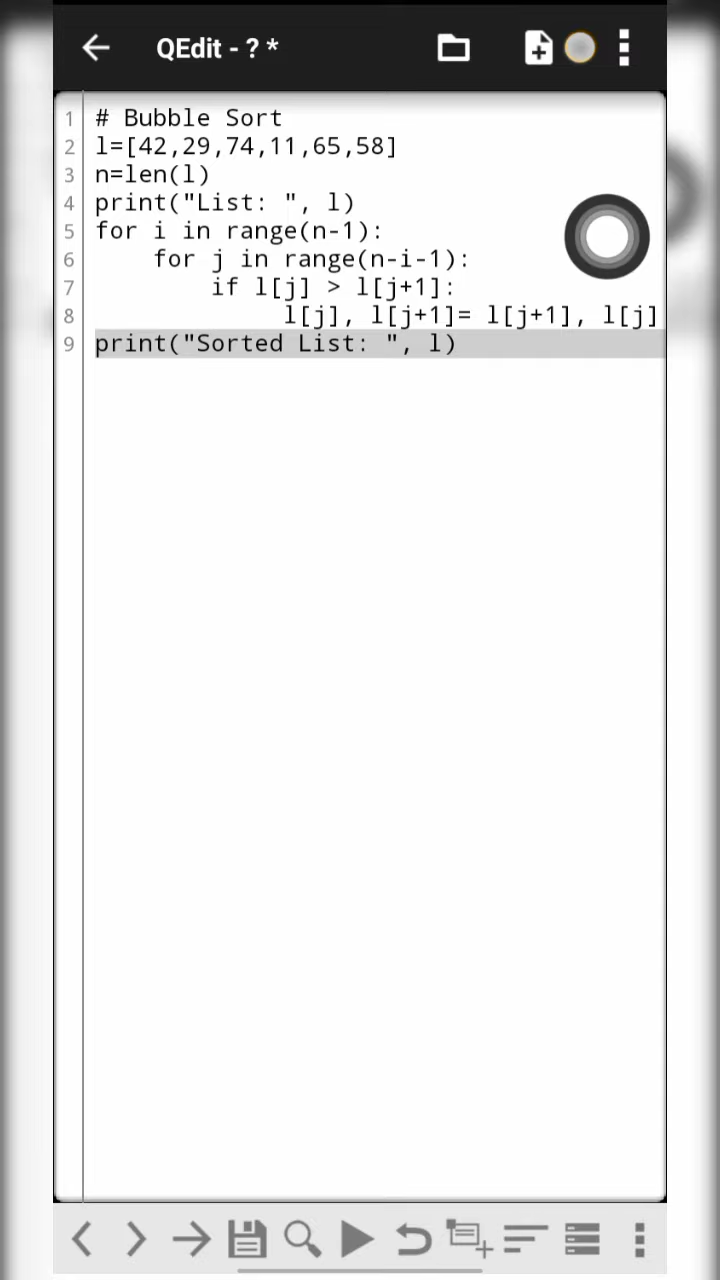 QEdit - ? *
1 # Bubble Sort
2 l=[42,29,74,11,65,58]
3 n=len(l)
4 print("List: ", l)
5 for i in range(n-1):
6     for j in range(n-i-1):
7         if l[j] > l[j+1]:
8              l[j], l[j+1]= l[j+1], l[j]
9 print("Sorted List: ", l)